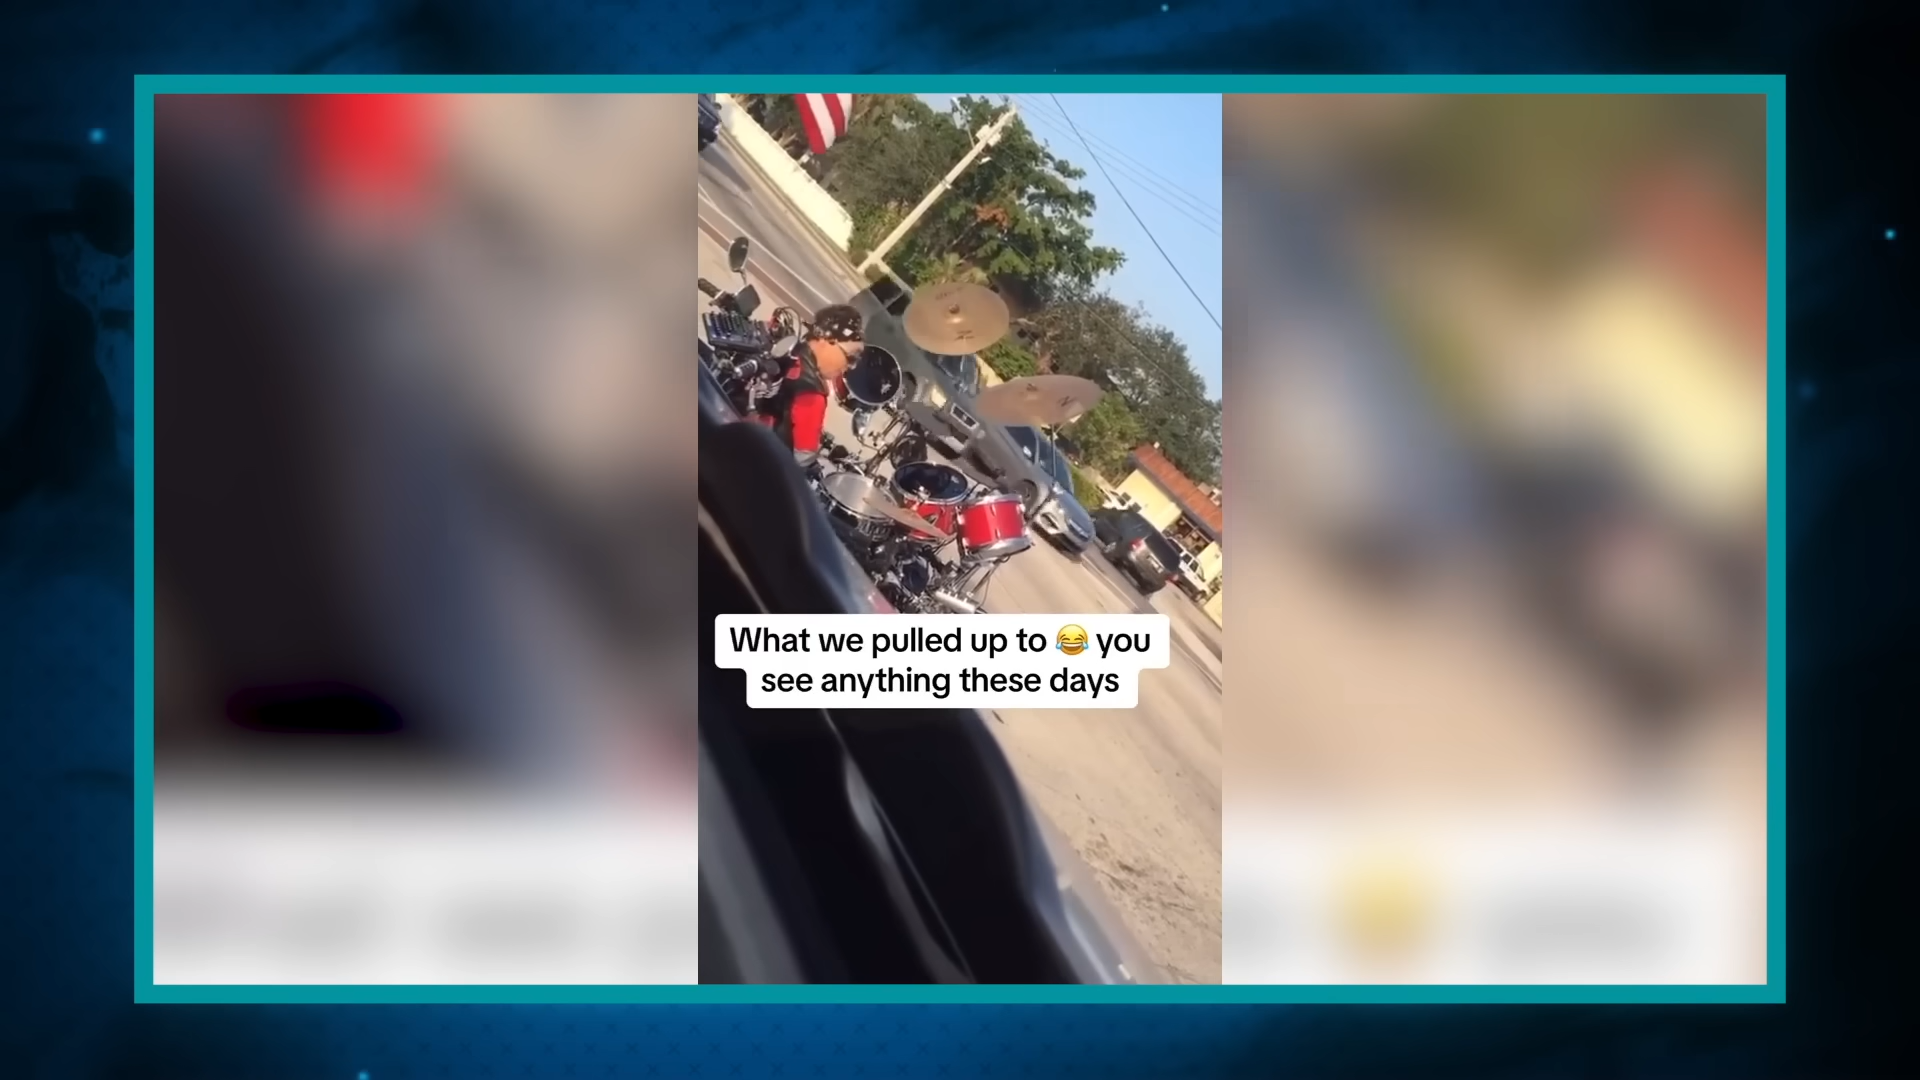 What we pulled up to 😂 you
see anything these days